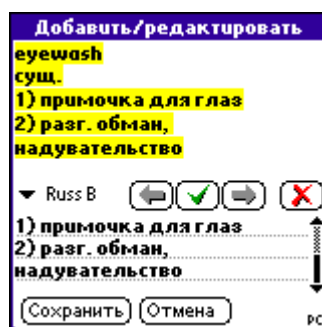 Добавить/редактировать
eyewash
сущ.
1) примочка для глаз
2) разг. обман,
надувательство
Russ B
1) примочка для глаз
2) разг. обман,
надувательство
Сохранить Отмена
РС